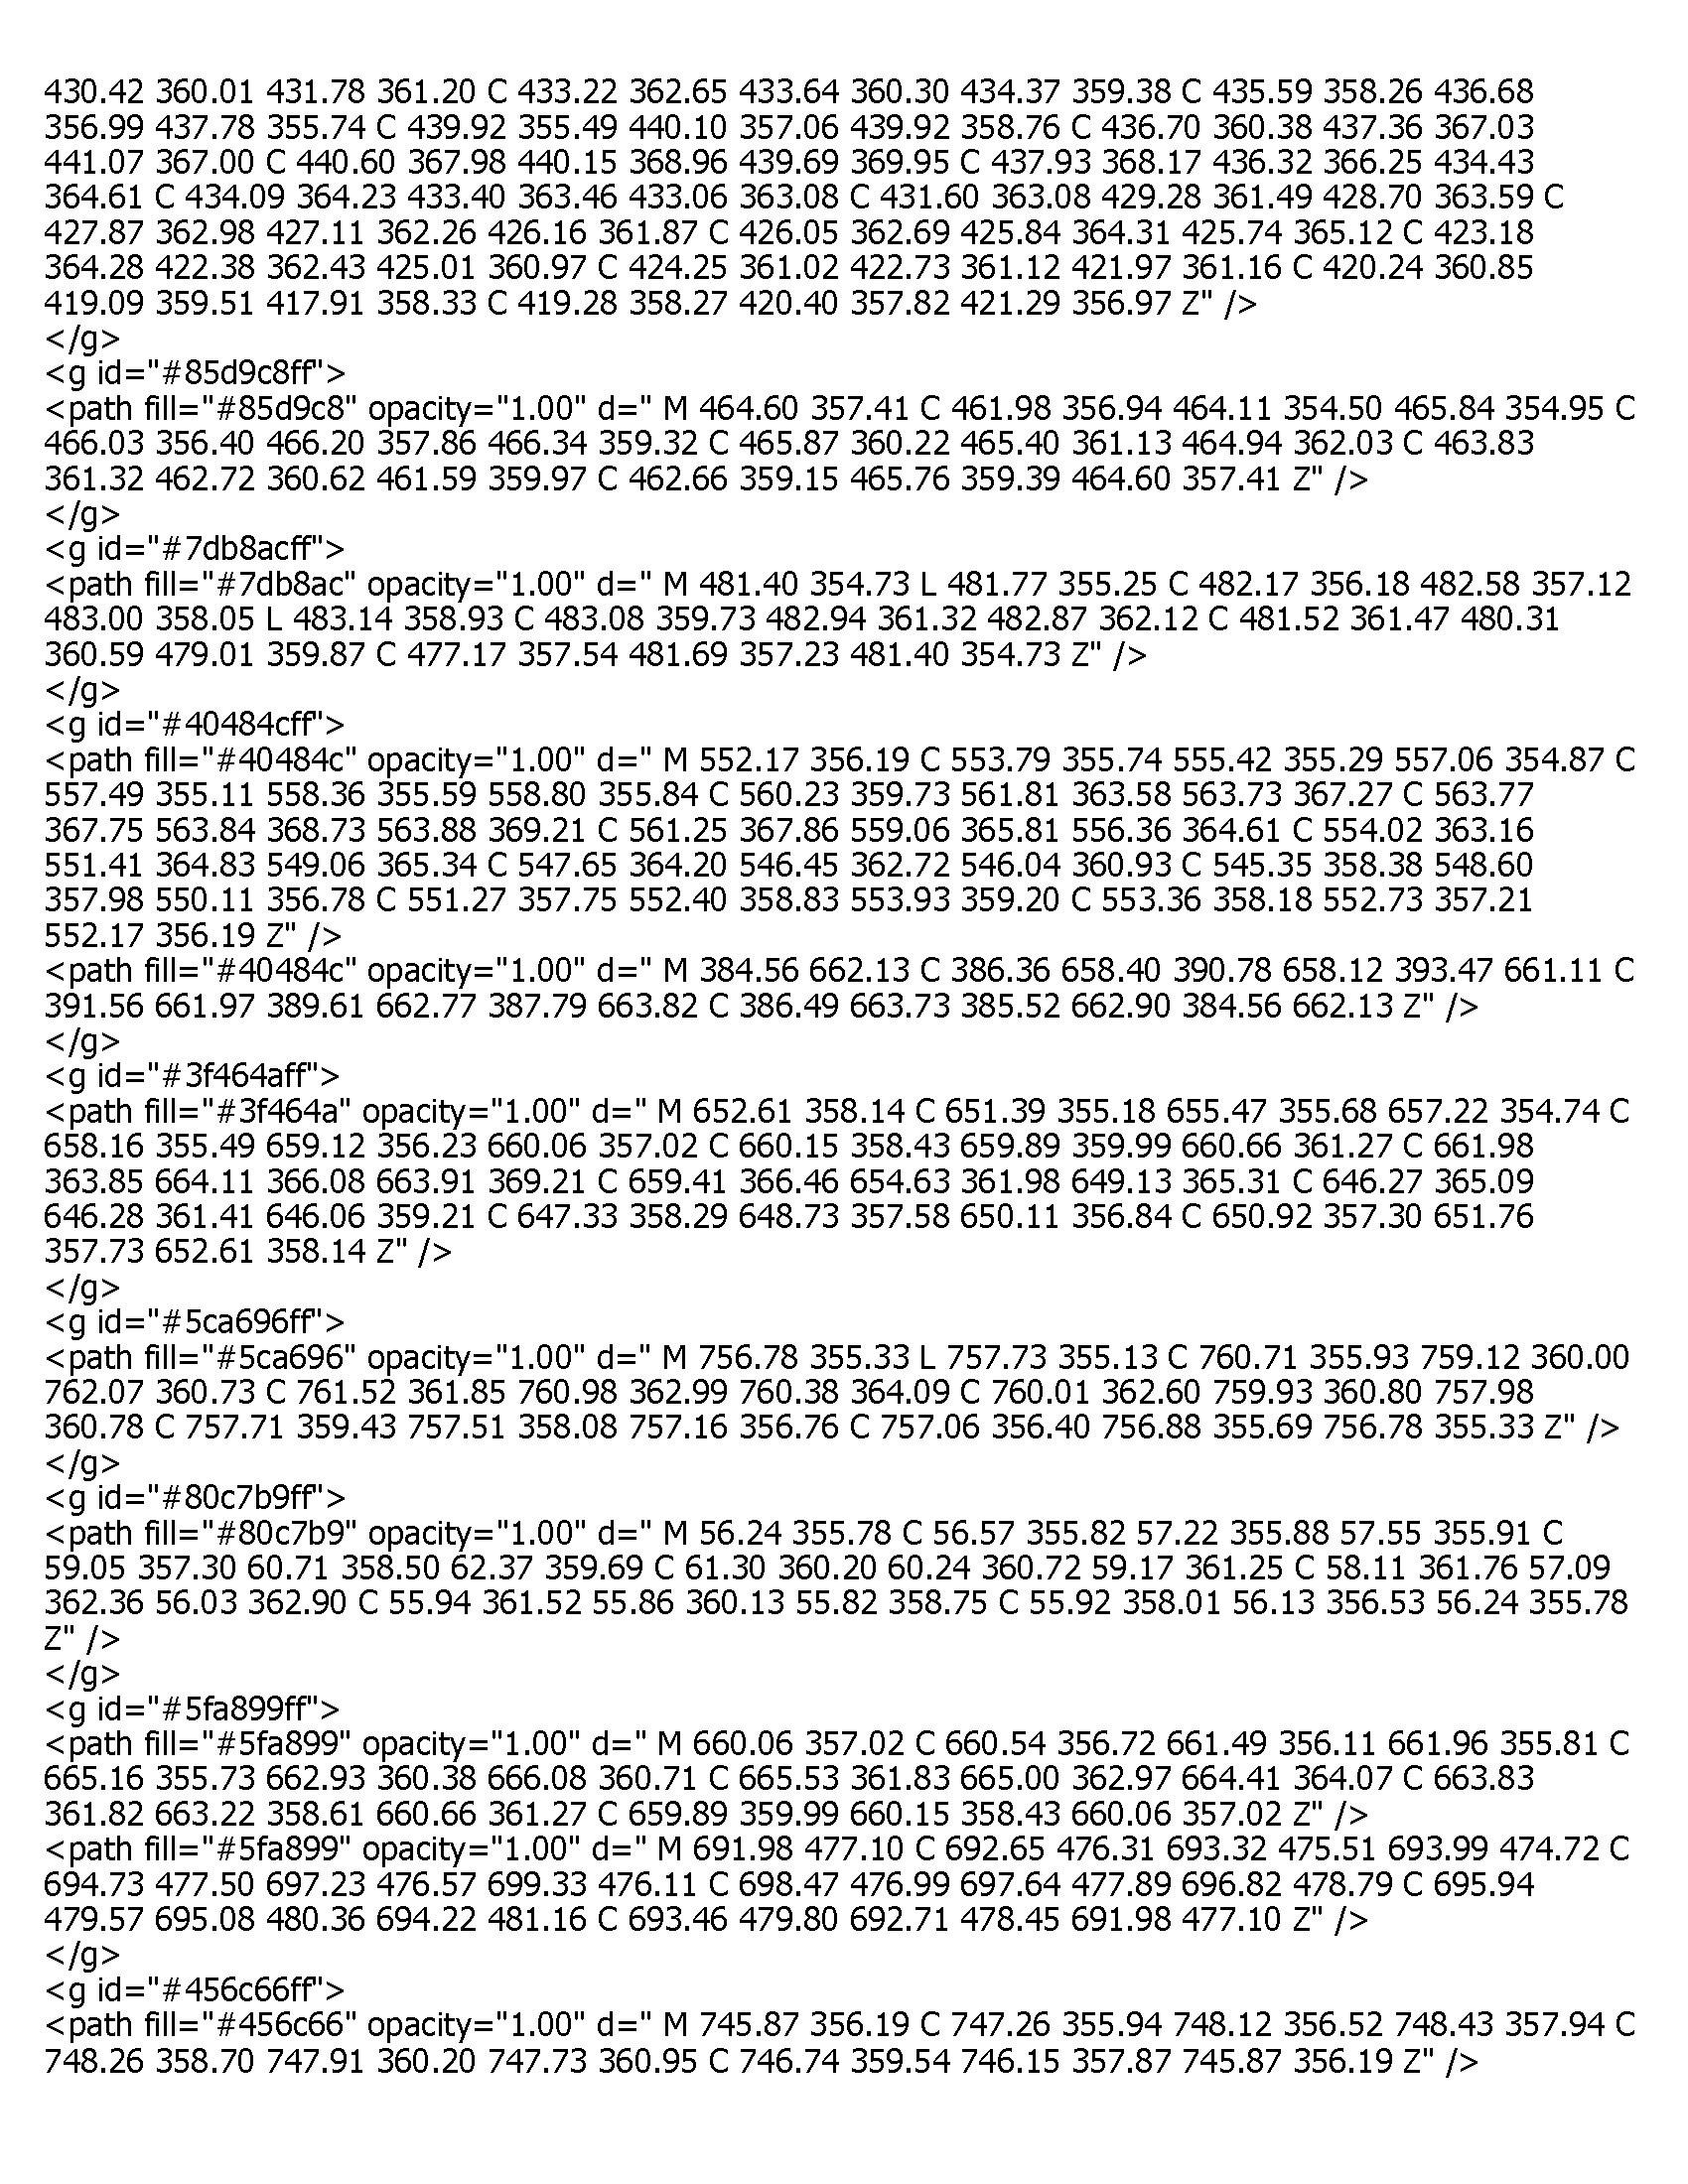 430.42 360.01 431.78 361.20 C 433.22 362.65 433.64 360.30 434.37 359.38 C 435.59 358.26 436.68
356.99 437.78 355.74 C 439.92 355.49 440.10 357.06 439.92 358.76 C 436.70 360.38 437.36 367.03
441.07 367.00 C 440.60 367.98 440.15 368.96 439.69 369.95 C 437.93 368.17 436.32 366.25 434.43
364.61 C 434.09 364.23 433.40 363.46 433.06 363.08 C 431.60 363.08 429.28 361.49 428.70 363.59 C
427.87 362.98 427.11 362.26 426.16 361.87 C 426.05 362.69 425.84 364.31 425.74 365.12 C 423.18
364.28 422.38 362.43 425.01 360.97 C 424.25 361.02 422.73 361.12 421.97 361.16 C 420.24 360.85
419.09 359.51 417.91 358.33 C 419.28 358.27 420.40 357.82 421.29 356.97 Z" />
</g>
<g id="#85d9c8ff">
<path fill="#85d9c8" opacity="1.00" d=" M 464.60 357.41 C 461.98 356.94 464.11 354.50 465.84 354.95 C
466.03 356.40 466.20 357.86 466.34 359.32 C 465.87 360.22 465.40 361.13 464.94 362.03 C 463.83
361.32 462.72 360.62 461.59 359.97 C 462.66 359.15 465.76 359.39 464.60 357.41 Z" />
</g>
<g id="#7db8acff">
<path fill="#7db8ac" opacity="1.00" d=" M 481.40 354.73 L 481.77 355.25 C 482.17 356.18 482.58 357.12
483.00 358.05 L 483.14 358.93 C 483.08 359.73 482.94 361.32 482.87 362.12 C 481.52 361.47 480.31
360.59 479.01 359.87 C 477.17 357.54 481.69 357.23 481.40 354.73 Z" />
</g>
<g id="#40484cff">
<path fill="#40484c" opacity="1.00" d=" M 552.17 356.19 C 553.79 355.74 555.42 355.29 557.06 354.87 C
557.49 355.11 558.36 355.59 558.80 355.84 C 560.23 359.73 561.81 363.58 563.73 367.27 C 563.77
367.75 563.84 368.73 563.88 369.21 C 561.25 367.86 559.06 365.81 556.36 364.61 C 554.02 363.16
551.41 364.83 549.06 365.34 C 547.65 364.20 546.45 362.72 546.04 360.93 C 545.35 358.38 548.60
357.98 550.11 356.78 C 551.27 357.75 552.40 358.83 553.93 359.20 C 553.36 358.18 552.73 357.21
552.17 356.19 Z" />
<path fill="#40484c" opacity="1.00" d=" M 384.56 662.13 C 386.36 658.40 390.78 658.12 393.47 661.11 C
391.56 661.97 389.61 662.77 387.79 663.82 C 386.49 663.73 385.52 662.90 384.56 662.13 Z" />
</g>
<g id="#3f464aff">
<path fill="#3f464a" opacity="1.00" d=" M 652.61 358.14 C 651.39 355.18 655.47 355.68 657.22 354.74 C
658.16 355.49 659.12 356.23 660.06 357.02 C 660.15 358.43 659.89 359.99 660.66 361.27 C 661.98
363.85 664.11 366.08 663.91 369.21 C 659.41 366.46 654.63 361.98 649.13 365.31 C 646.27 365.09
646.28 361.41 646.06 359.21 C 647.33 358.29 648.73 357.58 650.11 356.84 C 650.92 357.30 651.76
357.73 652.61 358.14 Z" />
</g>
<g id="#5ca696ff">
<path fill="#5ca696" opacity="1.00" d=" M 756.78 355.33 L 757.73 355.13 C 760.71 355.93 759.12 360.00
762.07 360.73 C 761.52 361.85 760.98 362.99 760.38 364.09 C 760.01 362.60 759.93 360.80 757.98
360.78 C 757.71 359.43 757.51 358.08 757.16 356.76 C 757.06 356.40 756.88 355.69 756.78 355.33 Z" />
</g>
<g id="#80c7b9ff">
<path fill="#80c7b9" opacity="1.00" d=" M 56.24 355.78 C 56.57 355.82 57.22 355.88 57.55 355.91 C
59.05 357.30 60.71 358.50 62.37 359.69 C 61.30 360.20 60.24 360.72 59.17 361.25 C 58.11 361.76 57.09
362.36 56.03 362.90 C 55.94 361.52 55.86 360.13 55.82 358.75 C 55.92 358.01 56.13 356.53 56.24 355.78
Z" />
</g>
<g id="#5fa899ff">
<path fill="#5fa899" opacity="1.00" d=" M 660.06 357.02 C 660.54 356.72 661.49 356.11 661.96 355.81 C
665.16 355.73 662.93 360.38 666.08 360.71 C 665.53 361.83 665.00 362.97 664.41 364.07 C 663.83
361.82 663.22 358.61 660.66 361.27 C 659.89 359.99 660.15 358.43 660.06 357.02 Z" />
<path fill="#5fa899" opacity="1.00" d=" M 691.98 477.10 C 692.65 476.31 693.32 475.51 693.99 474.72 C
694.73 477.50 697.23 476.57 699.33 476.11 C 698.47 476.99 697.64 477.89 696.82 478.79 C 695.94
479.57 695.08 480.36 694.22 481.16 C 693.46 479.80 692.71 478.45 691.98 477.10 Z" />
</g>
<g id="#456c66ff">
<path fill="#456c66" opacity="1.00" d=" M 745.87 356.19 C 747.26 355.94 748.12 356.52 748.43 357.94 C
748.26 358.70 747.91 360.20 747.73 360.95 C 746.74 359.54 746.15 357.87 745.87 356.19 Z" />